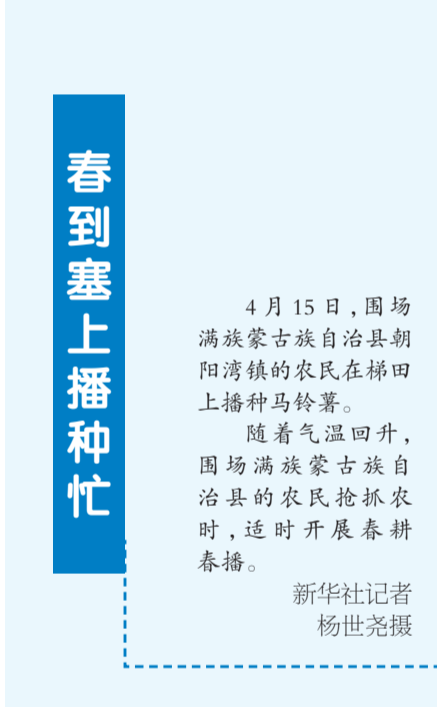 春到塞上播种忙
4月15日，围场
满族蒙古族自治县朝
阳湾镇的农民在梯田
上播种马铃薯。
随着气温回升，
围场满族蒙古族自
治县的农民抢抓农
时，适时开展春耕
春播。
新华社记者
杨世尧摄